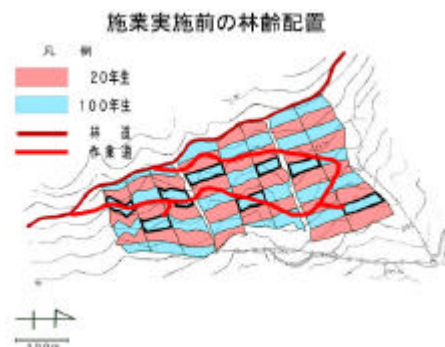 施業実施前の林齢配置
凡 例
20年生
100年生
林 道
作業道